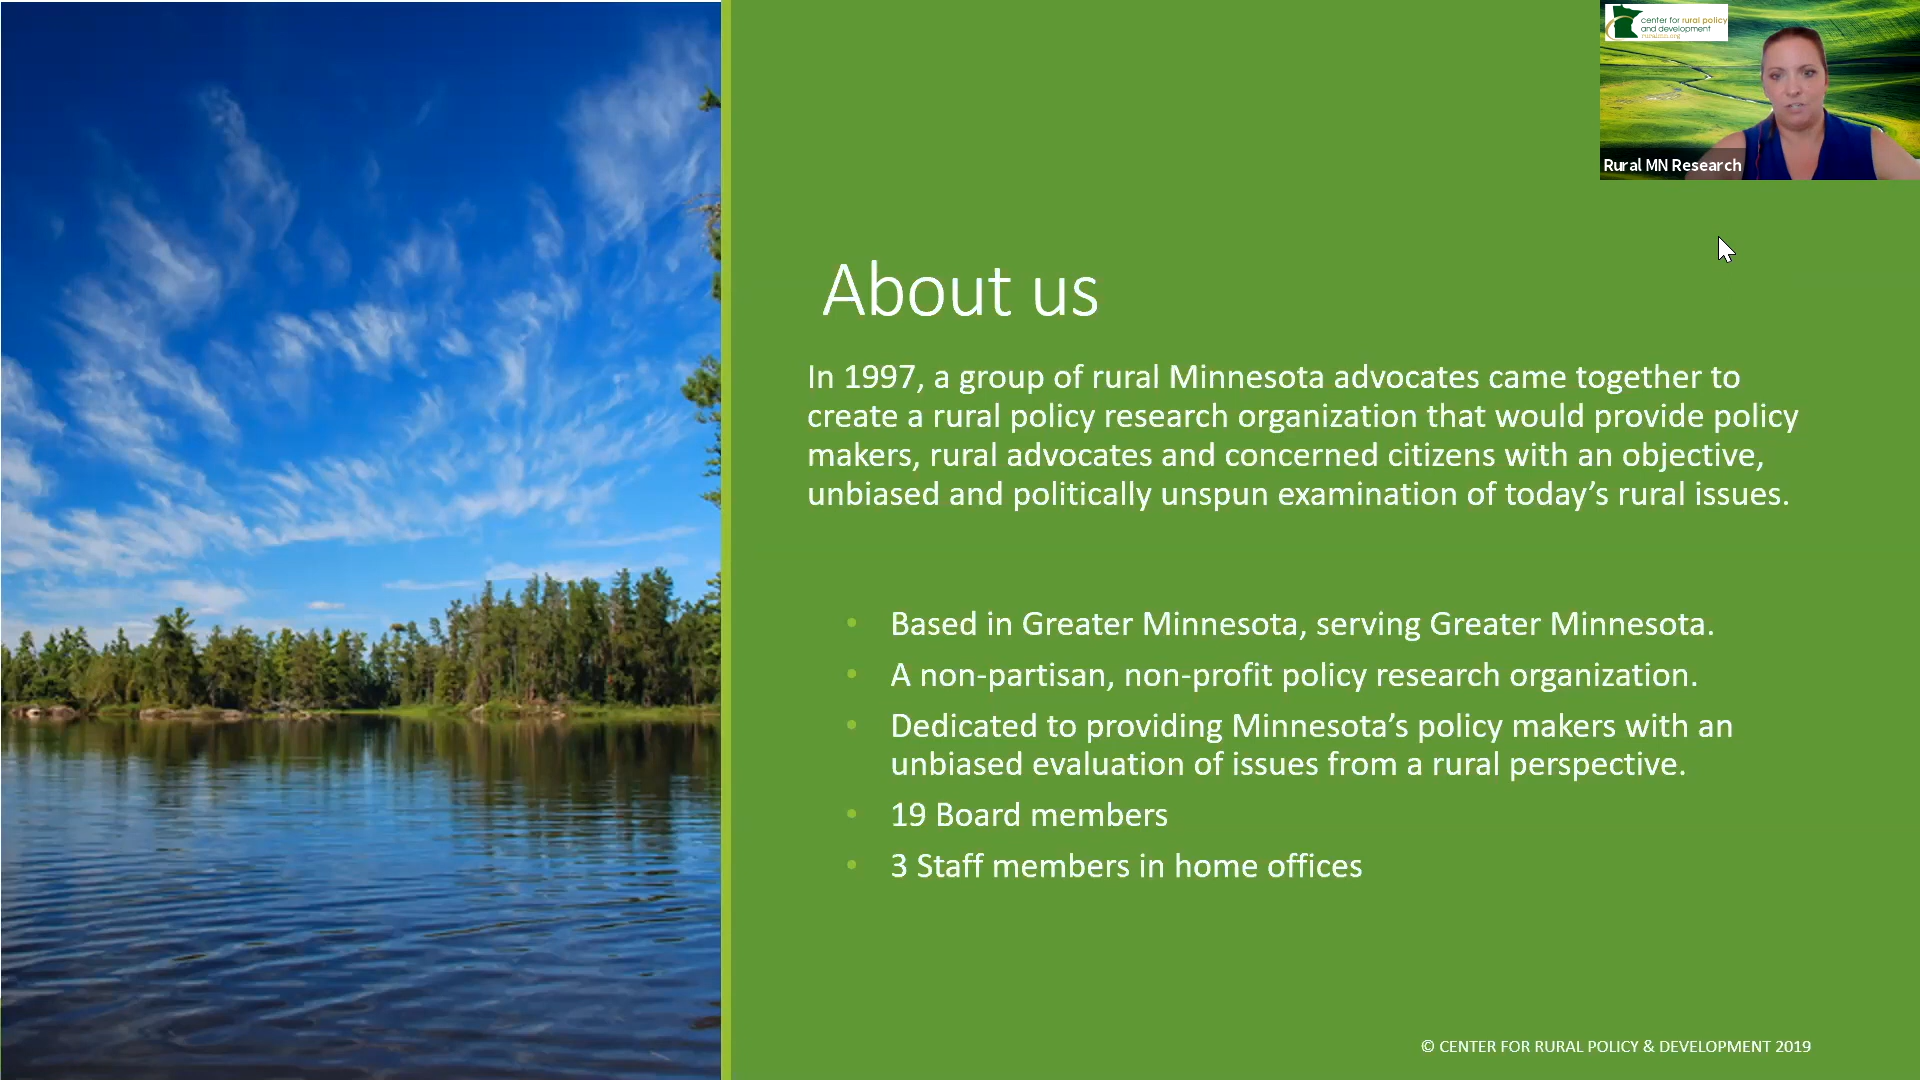 center for rural policy
and development
ruralmn.org
Rural MN Research
About us
In 1997, a group of rural Minnesota advocates came together to
create a rural policy research organization that would provide policy
makers, rural advocates and concerned citizens with an objective,
unbiased and politically unspun examination of today’s rural issues.
• Based in Greater Minnesota, serving Greater Minnesota.
• A non-partisan, non-profit policy research organization.
• Dedicated to providing Minnesota’s policy makers with an
unbiased evaluation of issues from a rural perspective.
• 19 Board members
• 3 Staff members in home offices
© CENTER FOR RURAL POLICY & DEVELOPMENT 2019